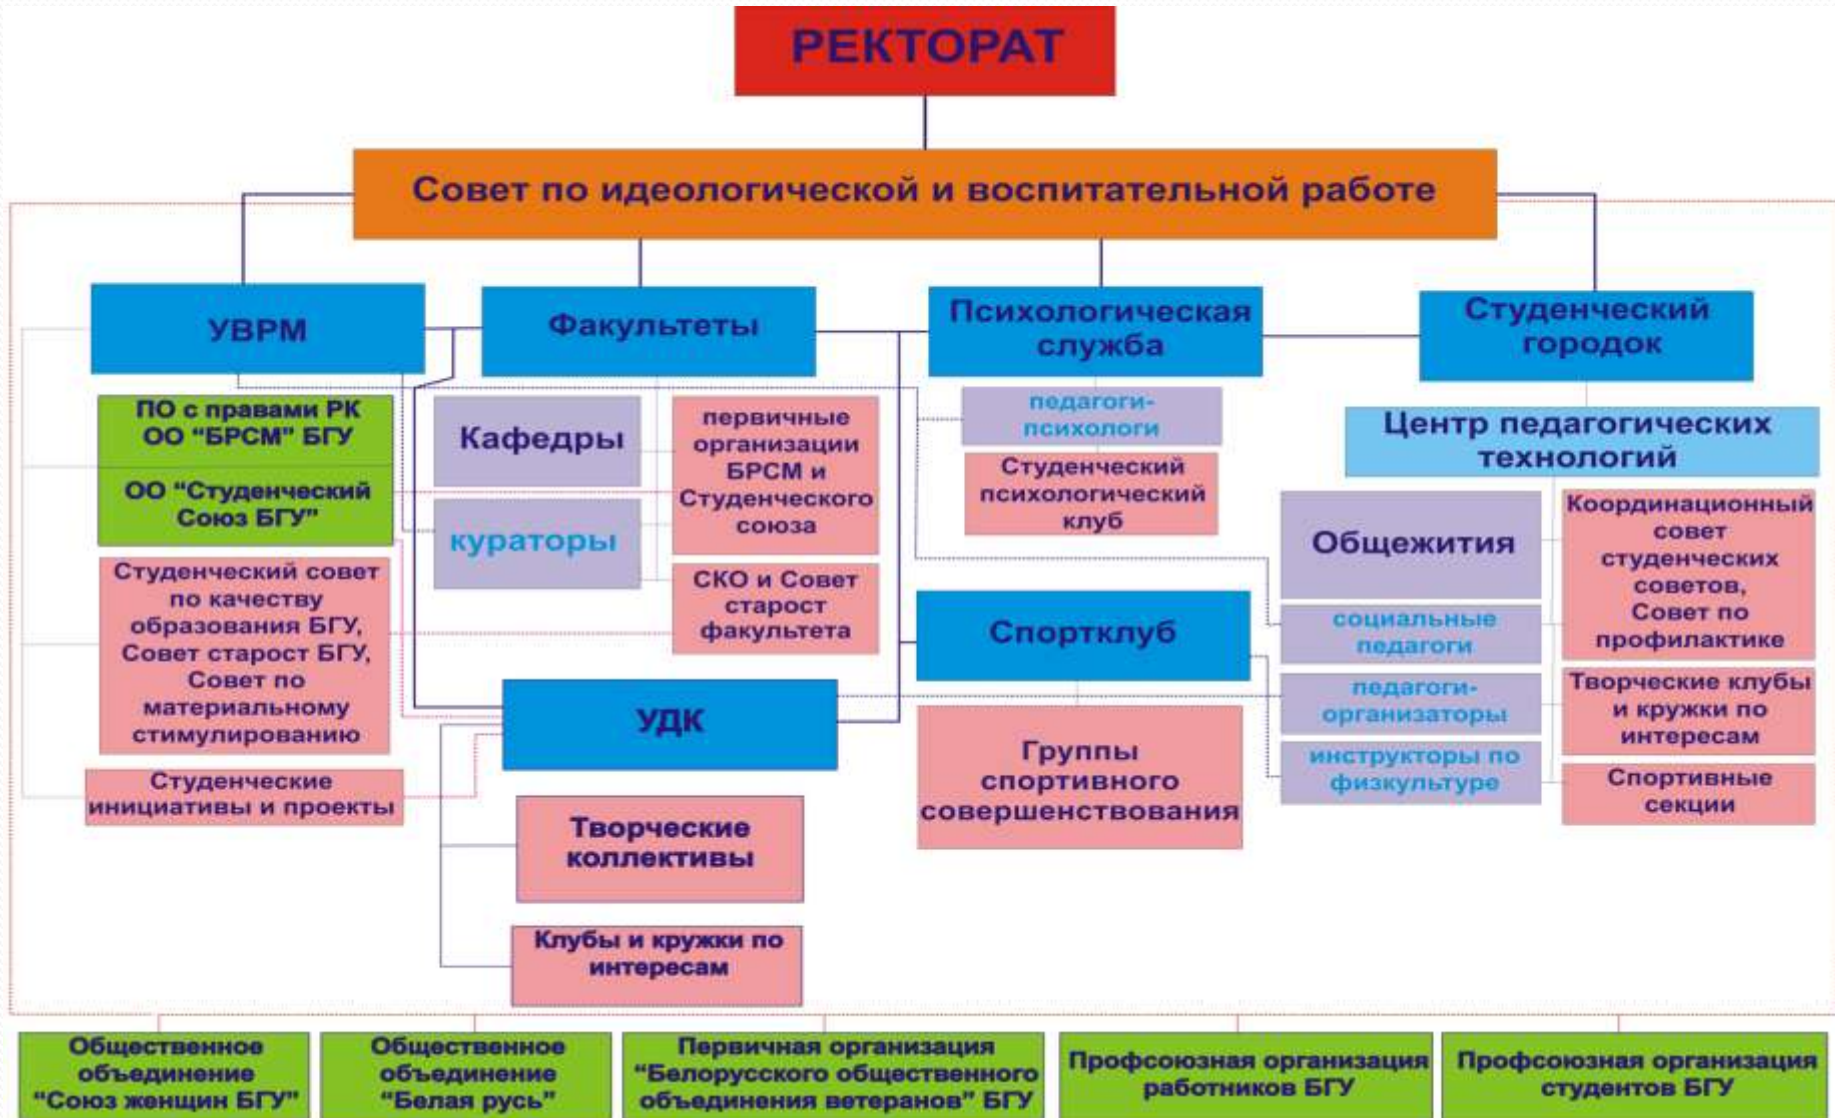 РЕКТОРАТ
Совет по идеологической и воспитательной работе
УВРМ
Факультеты
Психологическая
служба
Студенческий
городок
ПО с правами РК
ОО “БРСМ” БГУ
ОО “Студенческий
Союз БГУ”
Студенческий совет
по качеству
образования БГУ,
Совет старост БГУ,
Совет по
материальному
стимулированию
Студенческие
инициативы и проекты
Кафедры
кураторы
первичные
организации
БРСМ и
Студенческого
союза
СКО и Совет
старост
факультета
УДК
Творческие
коллективы
Клубы и кружки по
интересам
педагоги-
психологи
Студенческий
психологический
клуб
Спортклуб
Группы
спортивного
совершенствования
Центр педагогических
технологий
Общежития
социальные
педагоги
педагоги-
организаторы
инструкторы по
физкультуре
Координационный
совет
студенческих
советов,
Совет по
профилактике
Творческие клубы
и кружки по
интересам
Спортивные
секции
Общественное
объединение
“Союз женщин БГУ”
Общественное
объединение
“Белая русь”
Первичная организация
“Белорусского общественного
объединения ветеранов” БГУ
Профсоюзная организация
работников БГУ
Профсоюзная организация
студентов БГУ